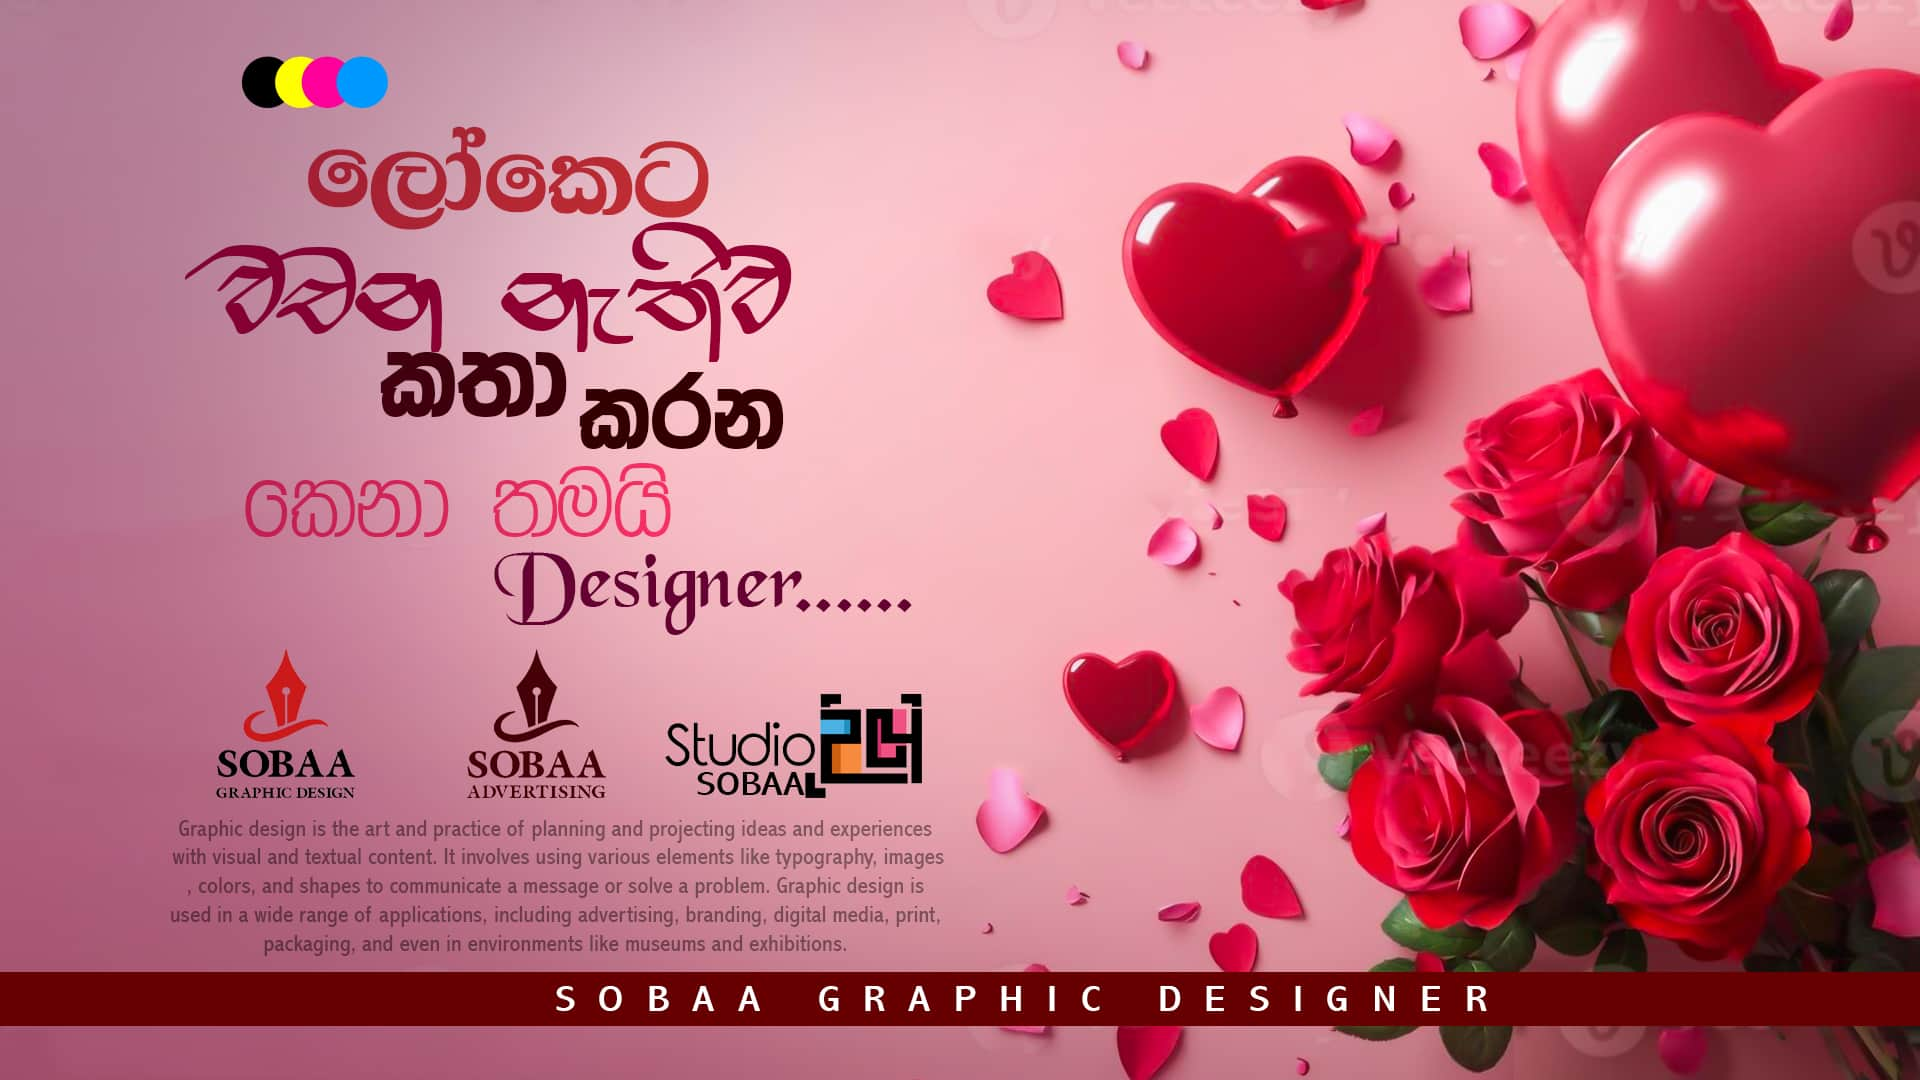 ලෝකෙට
වචන නැතිව
කතා කරන
කෙනා තමයි
Designer......
SOBAA
GRAPHIC DESIGN
SOBAA
ADVERTISING
Studio
SOBAA
Graphic design is the art and practice of planning and projecting ideas and experiences
with visual and textual content. It involves using various elements like typography, images
, colors, and shapes to communicate a message or solve a problem. Graphic design is
used in a wide range of applications, including advertising, branding, digital media, print,
packaging, and even in environments like museums and exhibitions.
SOBAA GRAPHIC DESIGNER
Vecteezy